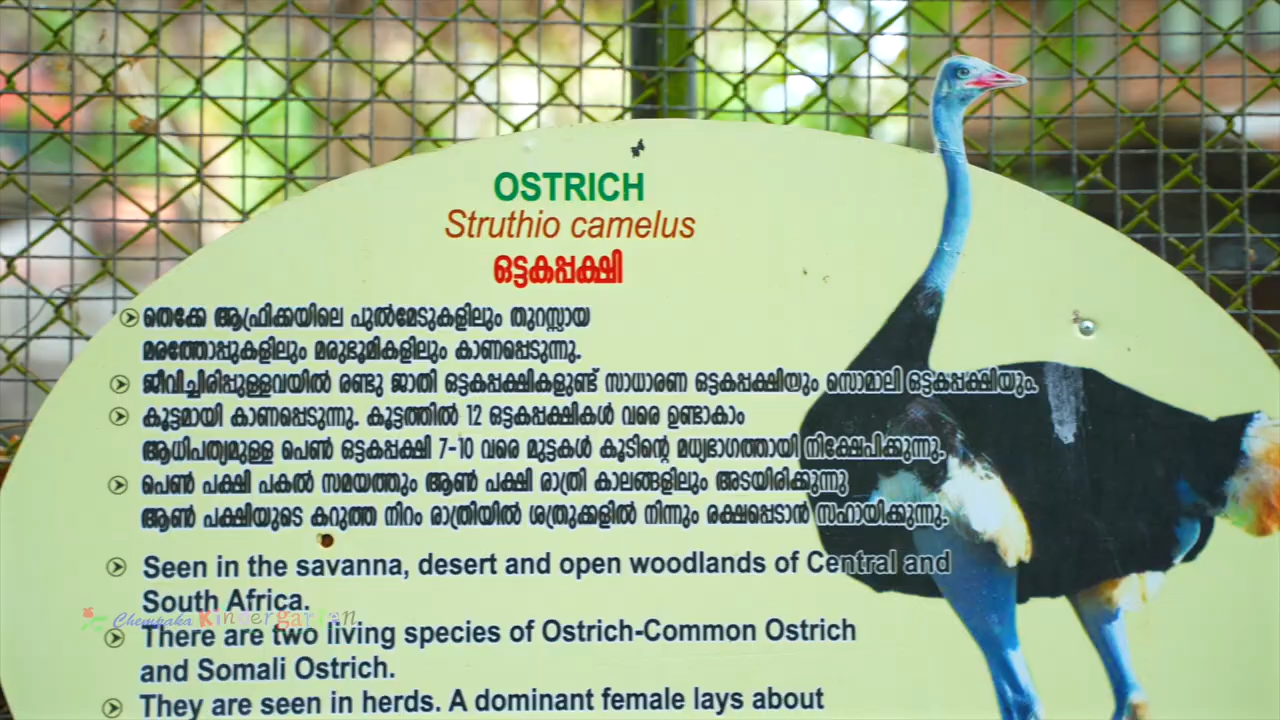 OSTRICH
Struthio camelus
ഒട്ടകപ്പക്ഷി
തെക്കേ ആഫ്രിക്കയിലെ പുൽമേടുകളിലും തുറസ്സായ
മരത്തോപ്പുകളിലും മരുഭൂമികളിലും കാണപ്പെടുന്നു.
ജീവിച്ചിരിപ്പുള്ളവയിൽ രണ്ടു ജാതി ഒട്ടകപ്പക്ഷികളുണ്ട് സാധാരണ ഒട്ടകപ്പക്ഷിയും സൊമാലി ഒട്ടകപ്പക്ഷിയും.
കൂട്ടമായി കാണപ്പെടുന്നു. കൂട്ടത്തിൽ 12 ഒട്ടകപ്പക്ഷികൾ വരെ ഉണ്ടാകാം
ആധിപത്യമുള്ള പെൺ ഒട്ടകപ്പക്ഷി 7-10 വരെ മുട്ടകൾ കൂടിന്റെ മധ്യഭാഗത്തായി നിക്ഷേപിക്കുന്നു.
പെൺ പക്ഷി പകൽ സമയത്തും ആൺ പക്ഷി രാത്രി കാലങ്ങളിലും അടയിരിക്കുന്നു
ആൺ പക്ഷിയുടെ കറുത്ത നിറം രാത്രിയിൽ ശത്രുക്കളിൽ നിന്നും രക്ഷപ്പെടാൻ സഹായിക്കുന്നു.
Seen in the savanna, desert and open woodlands of Central and
South Africa.
Chempaka Kindergarten
There are two living species of Ostrich-Common Ostrich
and Somali Ostrich.
They are seen in herds. A dominant female lays about